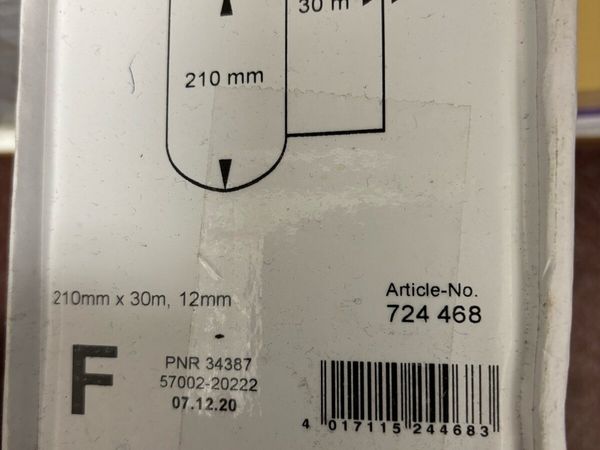 30 m
210 mm
210mm x 30m, 12mm
Article-No.
724 468
F
PNR 34387
57002-20222
07.12.20
4 017115 244683